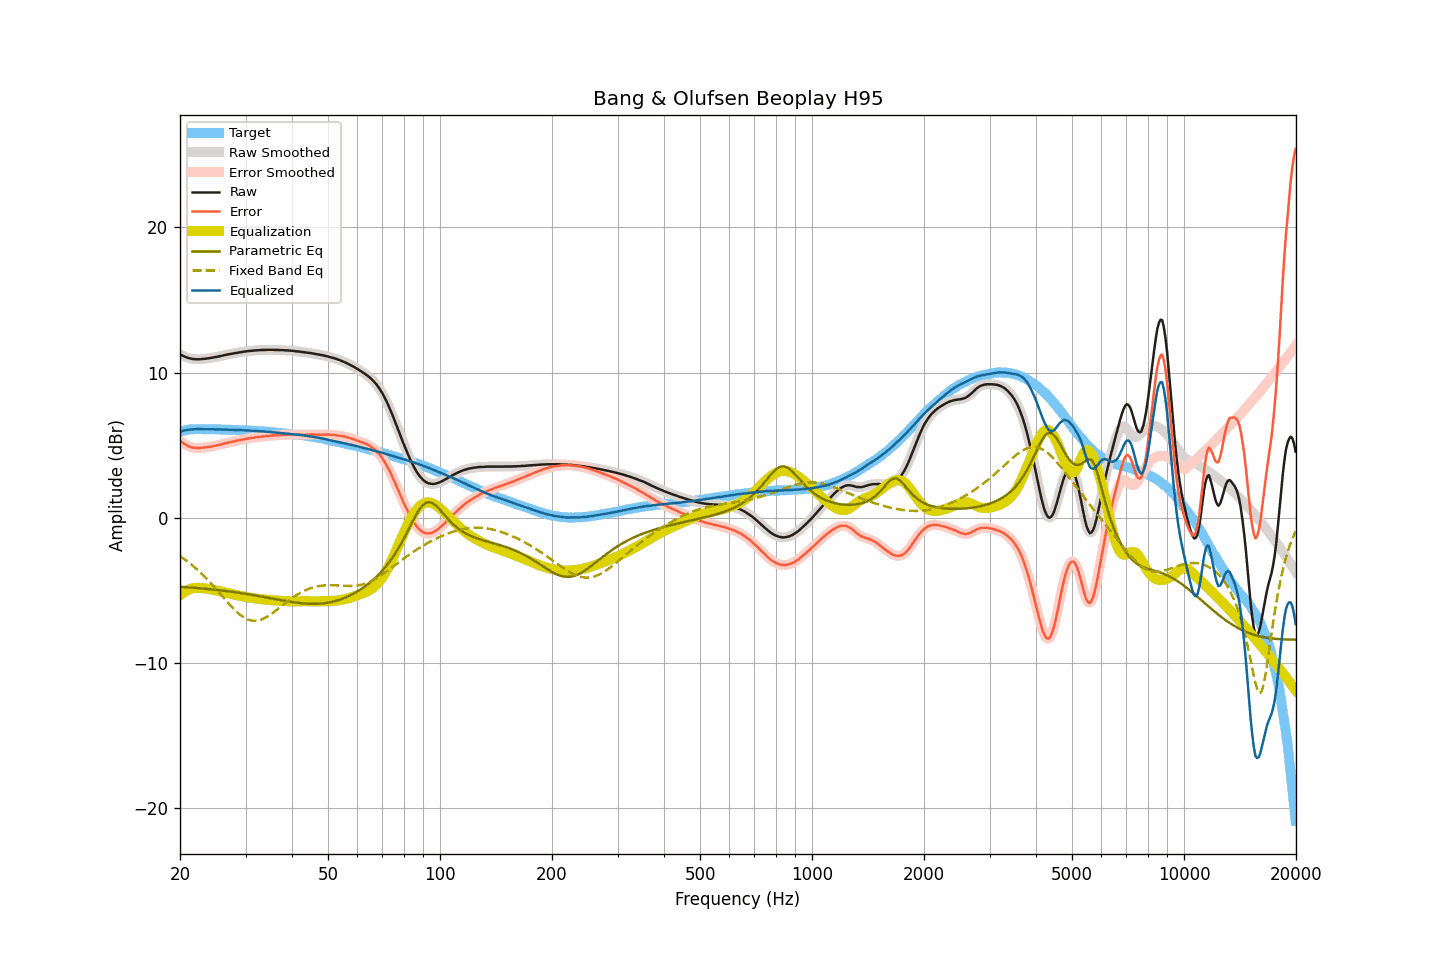 Bang & Olufsen Beoplay H95
Target
Raw Smoothed
Error Smoothed
Raw
Error
Equalization
Parametric Eq
Fixed Band Eq
Equalized
20
10
0
−10
−20
Amplitude (dBr)
20 50 100 200 500 1000 2000 5000 10000 20000
Frequency (Hz)